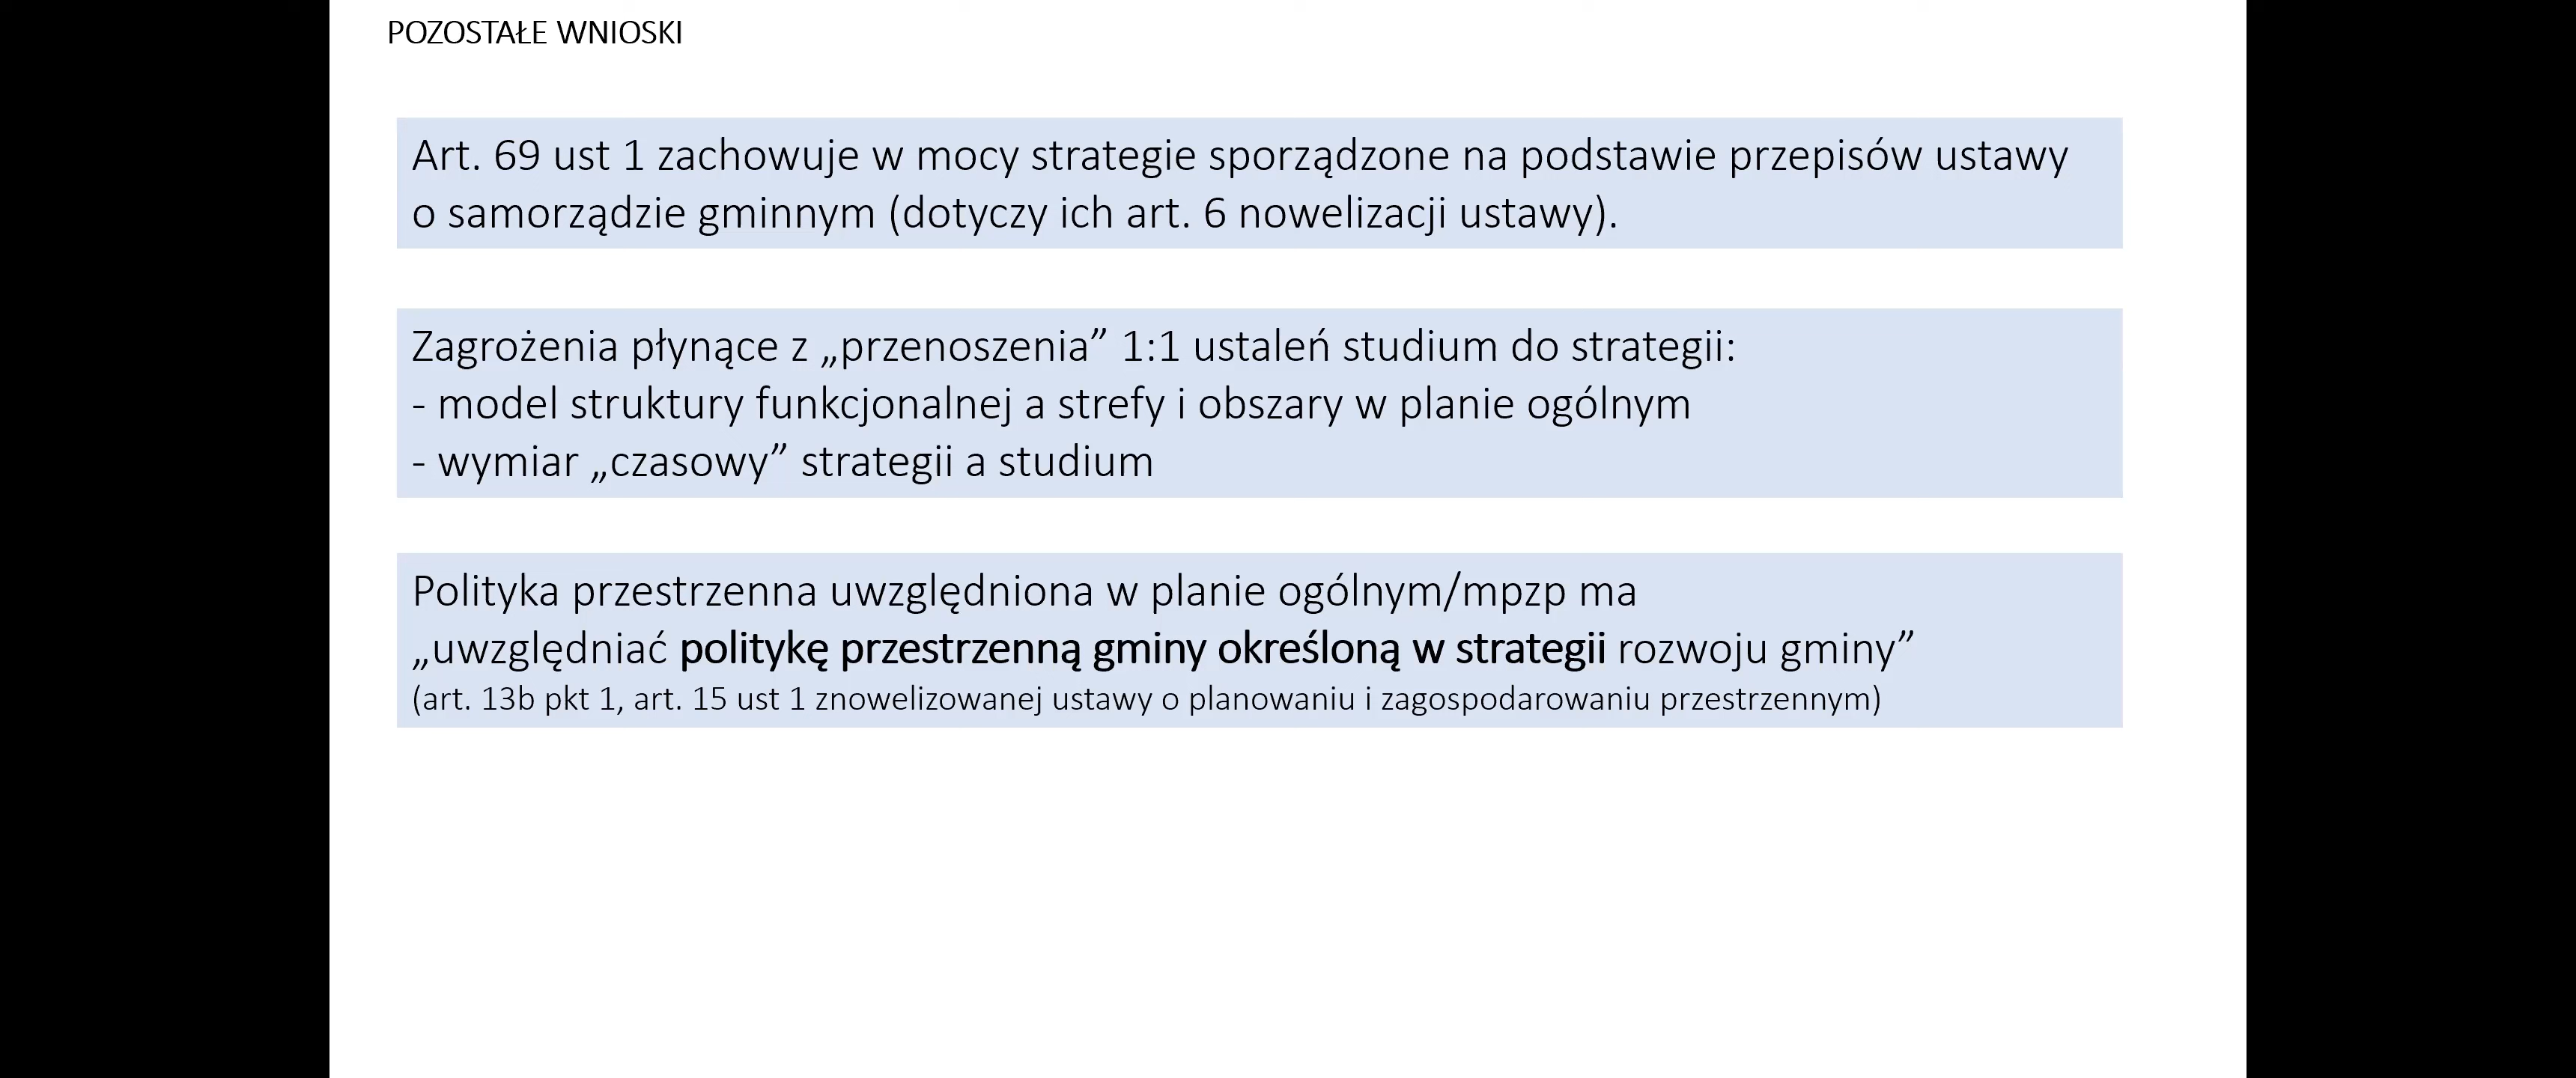 POZOSTAŁE WNIOSKI
Art. 69 ust 1 zachowuje w mocy strategie sporządzone na podstawie przepisów ustawy
o samorządzie gminnym (dotyczy ich art. 6 nowelizacji ustawy).
Zagrożenia płynące z „przenoszenia” 1:1 ustaleń studium do strategii:
- model struktury funkcjonalnej a strefy i obszary w planie ogólnym
- wymiar „czasowy” strategii a studium
Polityka przestrzenna uwzględniona w planie ogólnym/mpzp ma
„uwzględniać politykę przestrzenną gminy określoną w strategii rozwoju gminy”
(art. 13b pkt 1, art. 15 ust 1 znowelizowanej ustawy o planowaniu i zagospodarowaniu przestrzennym)